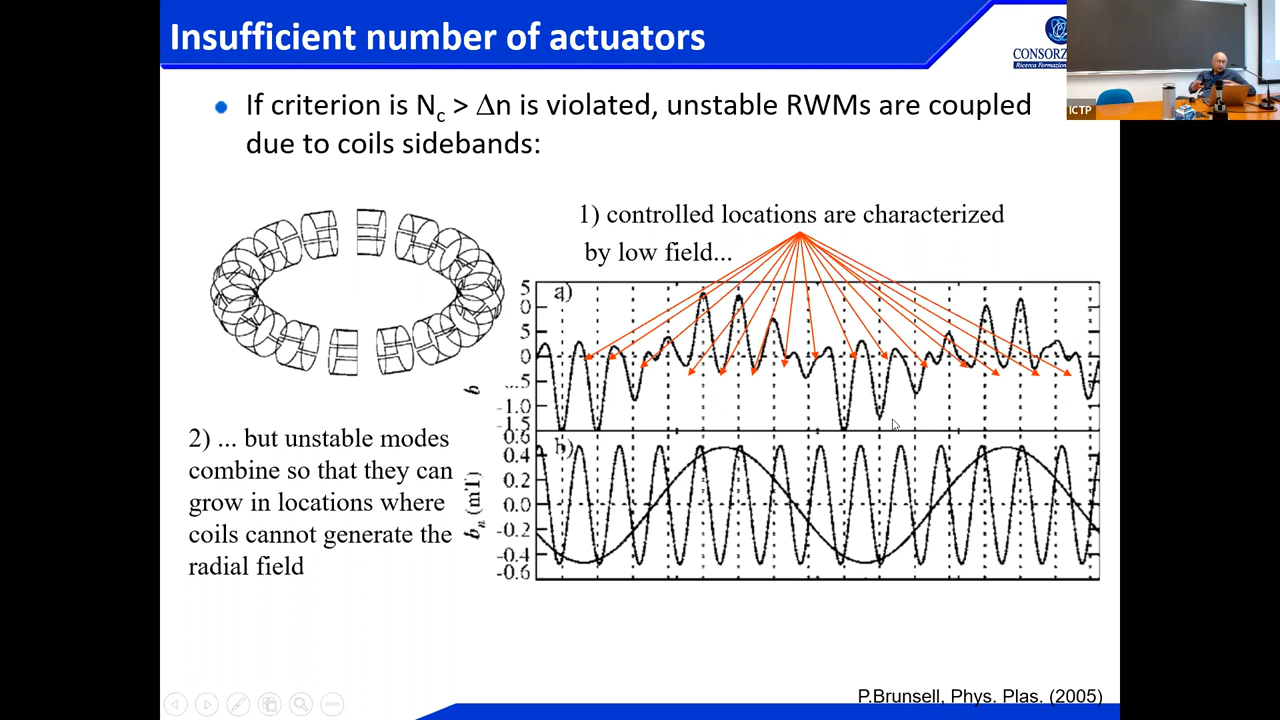 Insufficient number of actuators
CONSORZ
Ricerca Formazion
ICTP
If criterion is Nc > Δn is violated, unstable RWMs are coupled
due to coils sidebands:
1) controlled locations are characterized
by low field...
2) ... but unstable modes
combine so that they can
grow in locations where
coils cannot generate the
radial field
a)
5
0
5
0
.5
-1.0
-1.5
b
b)
0.6
0.4
0.2
0.0
-0.2
-0.4
-0.6
bn (mT)
P.Brunsell, Phys. Plas. (2005)